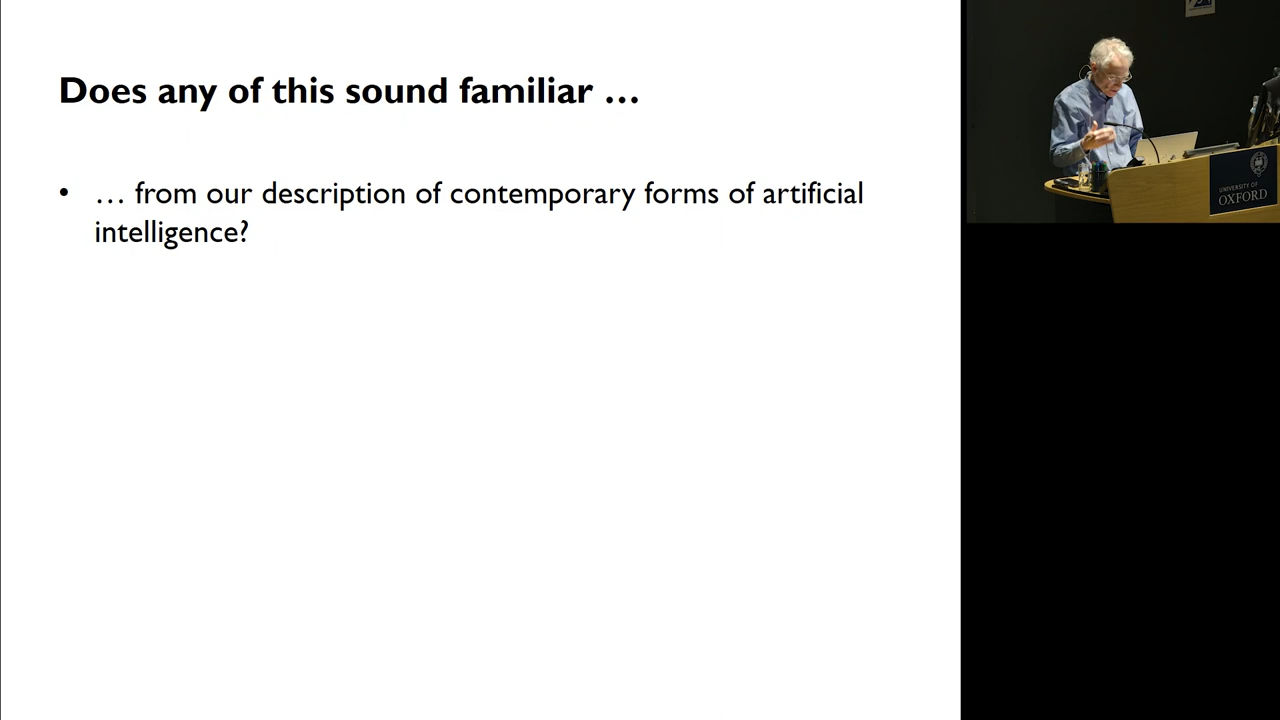 Does any of this sound familiar …
• … from our description of contemporary forms of artificial
intelligence?
UNIVERSITY OF
OXFORD